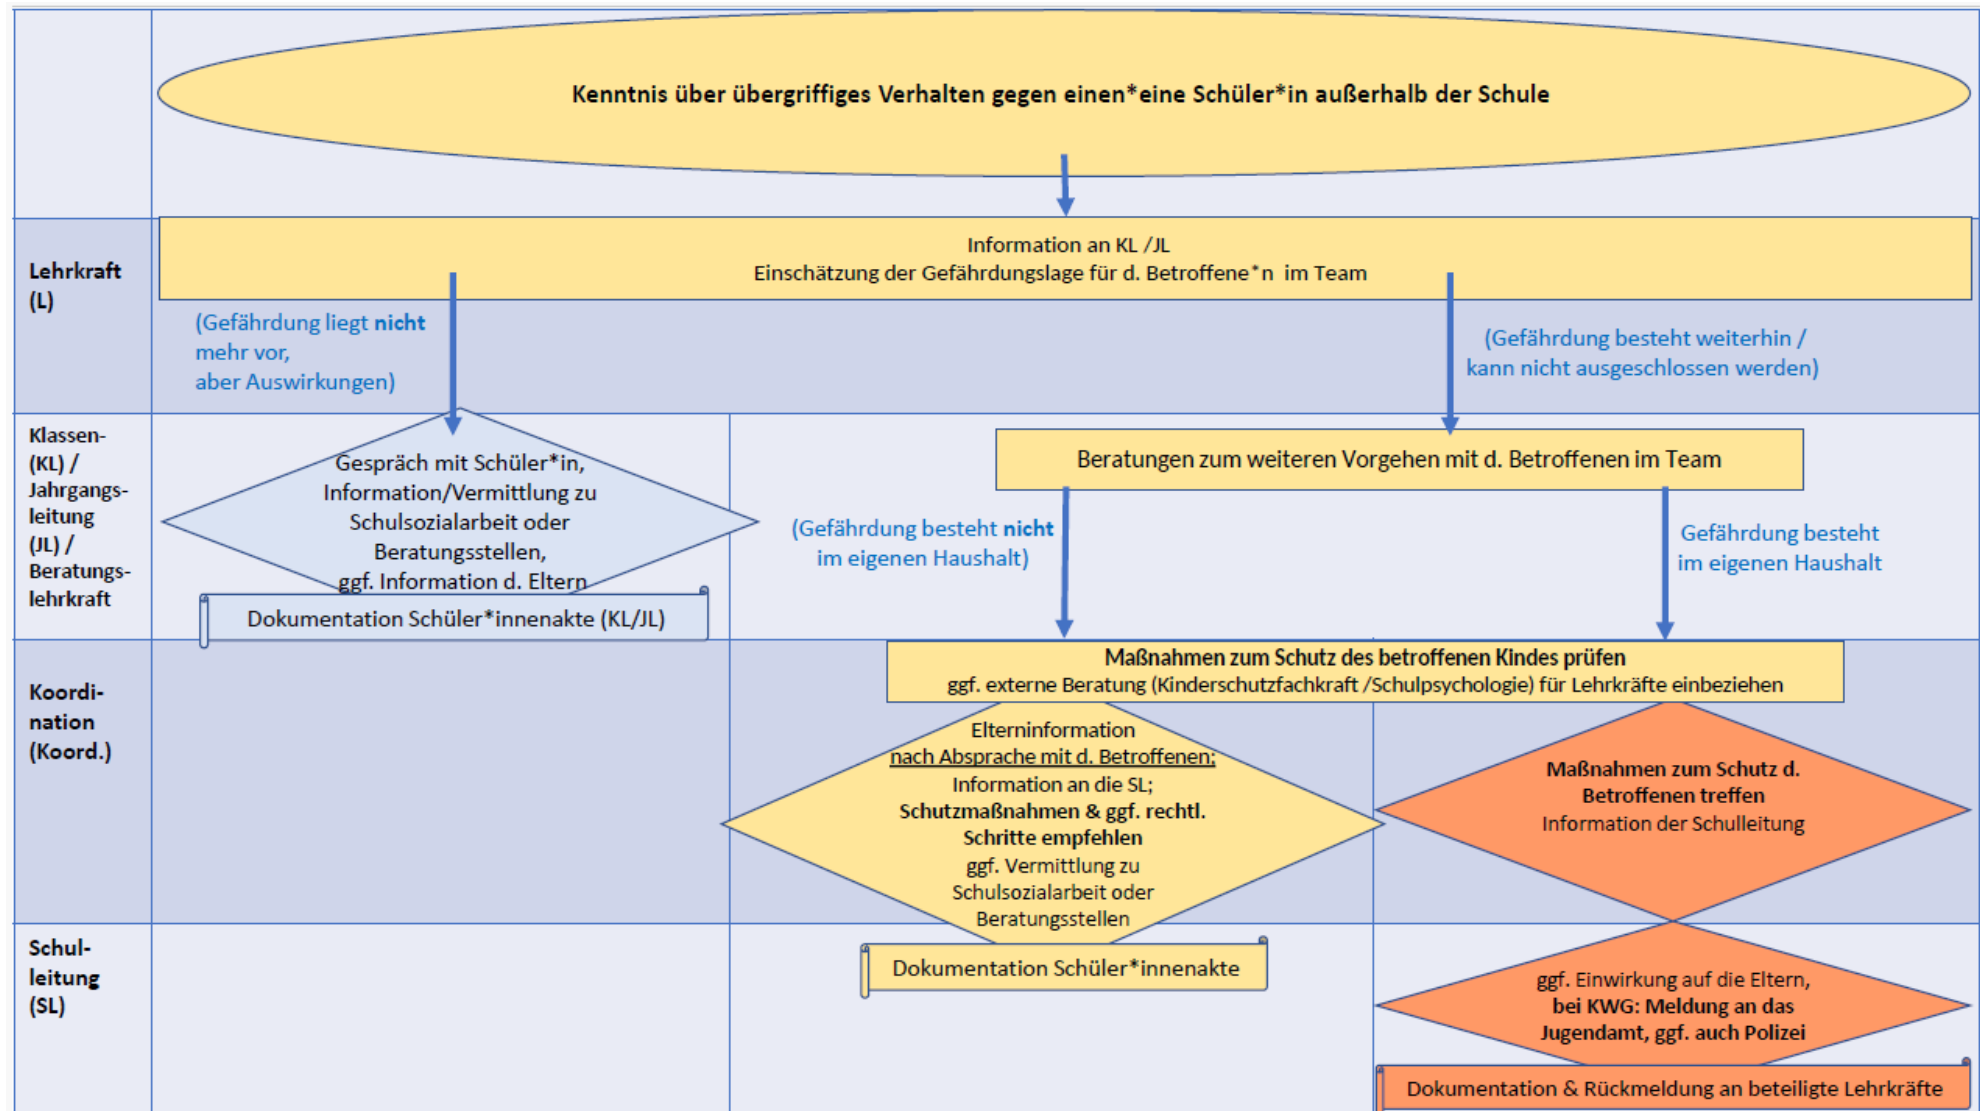 Kenntnis über übergriffiges Verhalten gegen einen*eine Schüler*in außerhalb der Schule
Lehrkraft
(L)
Information an KL /JL
Einschätzung der Gefährdungslage für d. Betroffene*n im Team
(Gefährdung liegt nicht
mehr vor,
aber Auswirkungen)
(Gefährdung besteht weiterhin /
kann nicht ausgeschlossen werden)
Klassen-
(KL) /
Jahrgangs-
leitung
(JL) /
Beratungs-
lehrkraft
Gespräch mit Schüler*in,
Information/Vermittlung zu
Schulsozialarbeit oder
Beratungsstellen,
ggf. Information d. Eltern
Dokumentation Schüler*innenakte (KL/JL)
Beratungen zum weiteren Vorgehen mit d. Betroffenen im Team
(Gefährdung besteht nicht
im eigenen Haushalt)
Gefährdung besteht
im eigenen Haushalt
Koordi-
nation
(Koord.)
Maßnahmen zum Schutz des betroffenen Kindes prüfen
ggf. externe Beratung (Kinderschutzfachkraft /Schulpsychologie) für Lehrkräfte einbeziehen
Elterninformation
nach Absprache mit d. Betroffenen;
Information an die SL;
Schutzmaßnahmen & ggf. rechtl.
Schritte empfehlen
ggf. Vermittlung zu
Schulsozialarbeit oder
Beratungsstellen
Maßnahmen zum Schutz d.
Betroffenen treffen
Information der Schulleitung
Schul-
leitung
(SL)
Dokumentation Schüler*innenakte
ggf. Einwirkung auf die Eltern,
bei KWG: Meldung an das
Jugendamt, ggf. auch Polizei
Dokumentation & Rückmeldung an beteiligte Lehrkräfte